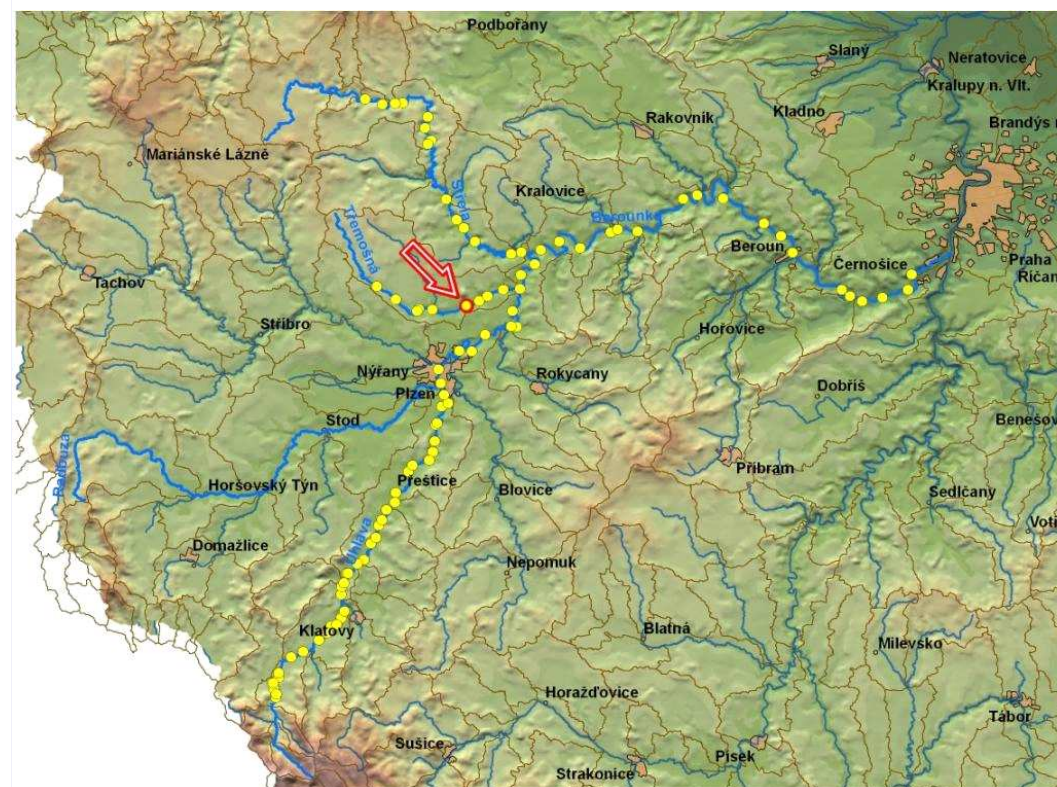 Podbořany
Slaný
Neratovice
Kralupy n. Vlt.
Rakovník
Kladno
Brandýs n
Mariánské Lázně
Kralovice
Střela
Třemošná
Berounka
Beroun
Černošice
Praha
Říčan
Tachov
Stříbro
Hořovice
Nýřany
Rokycany
Dobříš
Plzeň
Benešov
Stod
Radbuza
Příbram
Horšovský Týn
Přeštice
Blovice
Sedlčany
Voti
Úhlava
Domažlice
Nepomuk
Klatovy
Blatná
Milevsko
Horažďovice
Tábor
Sušice
Písek
Strakonice